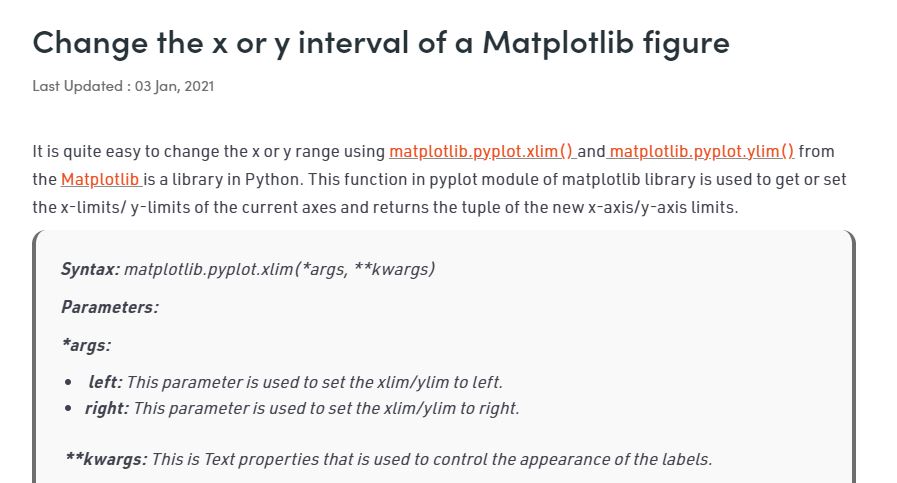 Change the x or y interval of a Matplotlib figure
Last Updated : 03 Jan, 2021
It is quite easy to change the x or y range using matplotlib.pyplot.xlim() and matplotlib.pyplot.ylim() from
the Matplotlib is a library in Python. This function in pyplot module of matplotlib library is used to get or set
the x-limits/ y-limits of the current axes and returns the tuple of the new x-axis/y-axis limits.
Syntax: matplotlib.pyplot.xlim(*args, **kwargs)
Parameters:
*args:
• left: This parameter is used to set the xlim/ylim to left.
• right: This parameter is used to set the xlim/ylim to right.
**kwargs: This is Text properties that is used to control the appearance of the labels.